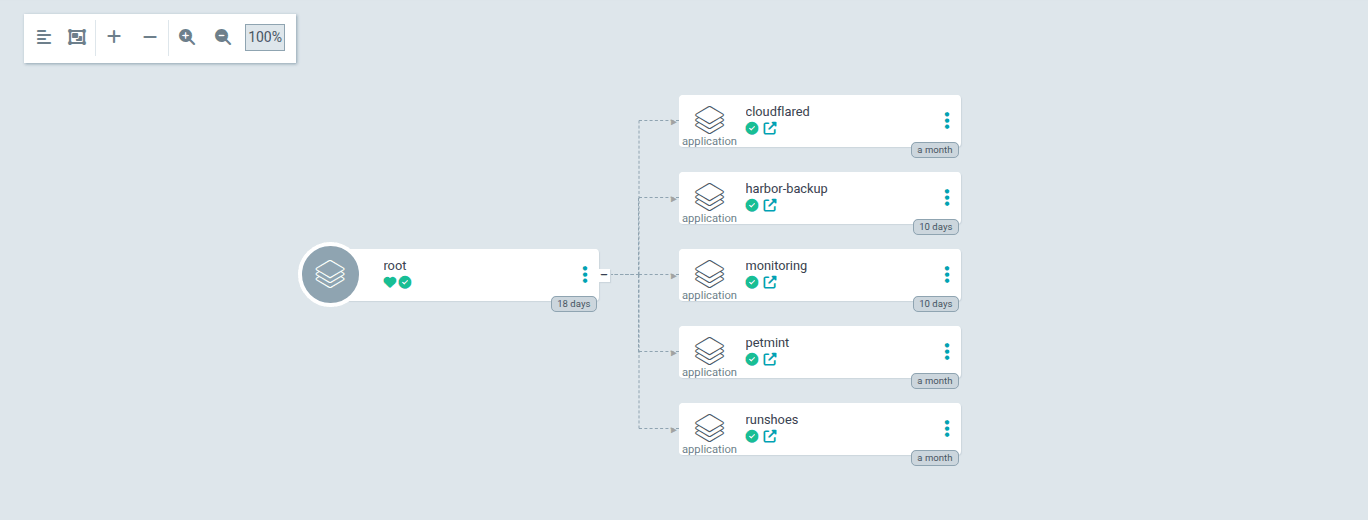 100%
cloudflared
application
a month
harbor-backup
application
10 days
root
18 days
monitoring
application
10 days
petmint
application
a month
runshoes
application
a month